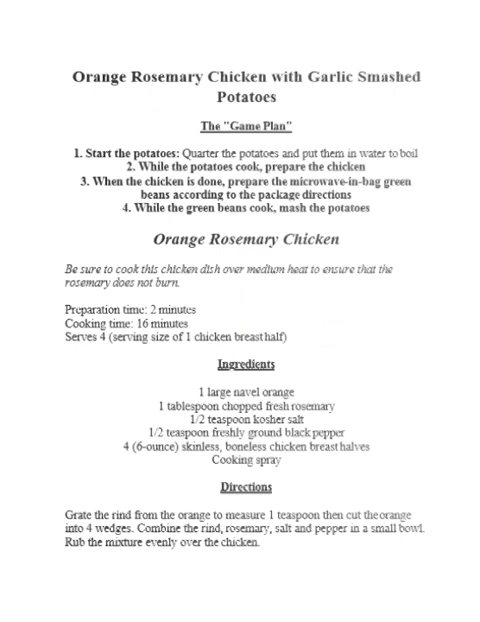 Orange Rosemary Chicken with Garlic Smashed
Potatoes
The "Game Plan"
1. Start the potatoes: Quarter the potatoes and put them in water to boil
2. While the potatoes cook, prepare the chicken
3. When the chicken is done, prepare the microwave-in-bag green
beans according to the package directions
4. While the green beans cook, mash the potatoes
Orange Rosemary Chicken
Be sure to cook this chicken dish over medium heat to ensure that the
rosemary does not burn.
Preparation time: 2 minutes
Cooking time: 16 minutes
Serves 4 (serving size of 1 chicken breast half)
Ingredients
1 large navel orange
1 tablespoon chopped fresh rosemary
1/2 teaspoon kosher salt
1/2 teaspoon freshly ground black pepper
4 (6-ounce) skinless, boneless chicken breast halves
Cooking spray
Directions
Grate the rind from the orange to measure 1 teaspoon then cut the orange
into 4 wedges. Combine the rind, rosemary, salt and pepper in a small bowl.
Rub the mixture evenly over the chicken.